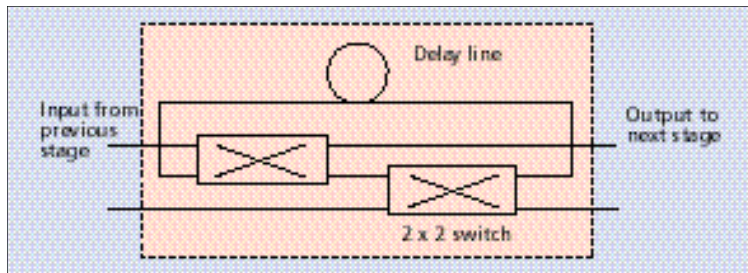 Delay line
Input from
previous
stage
Output to
next stage
2 x 2 switch